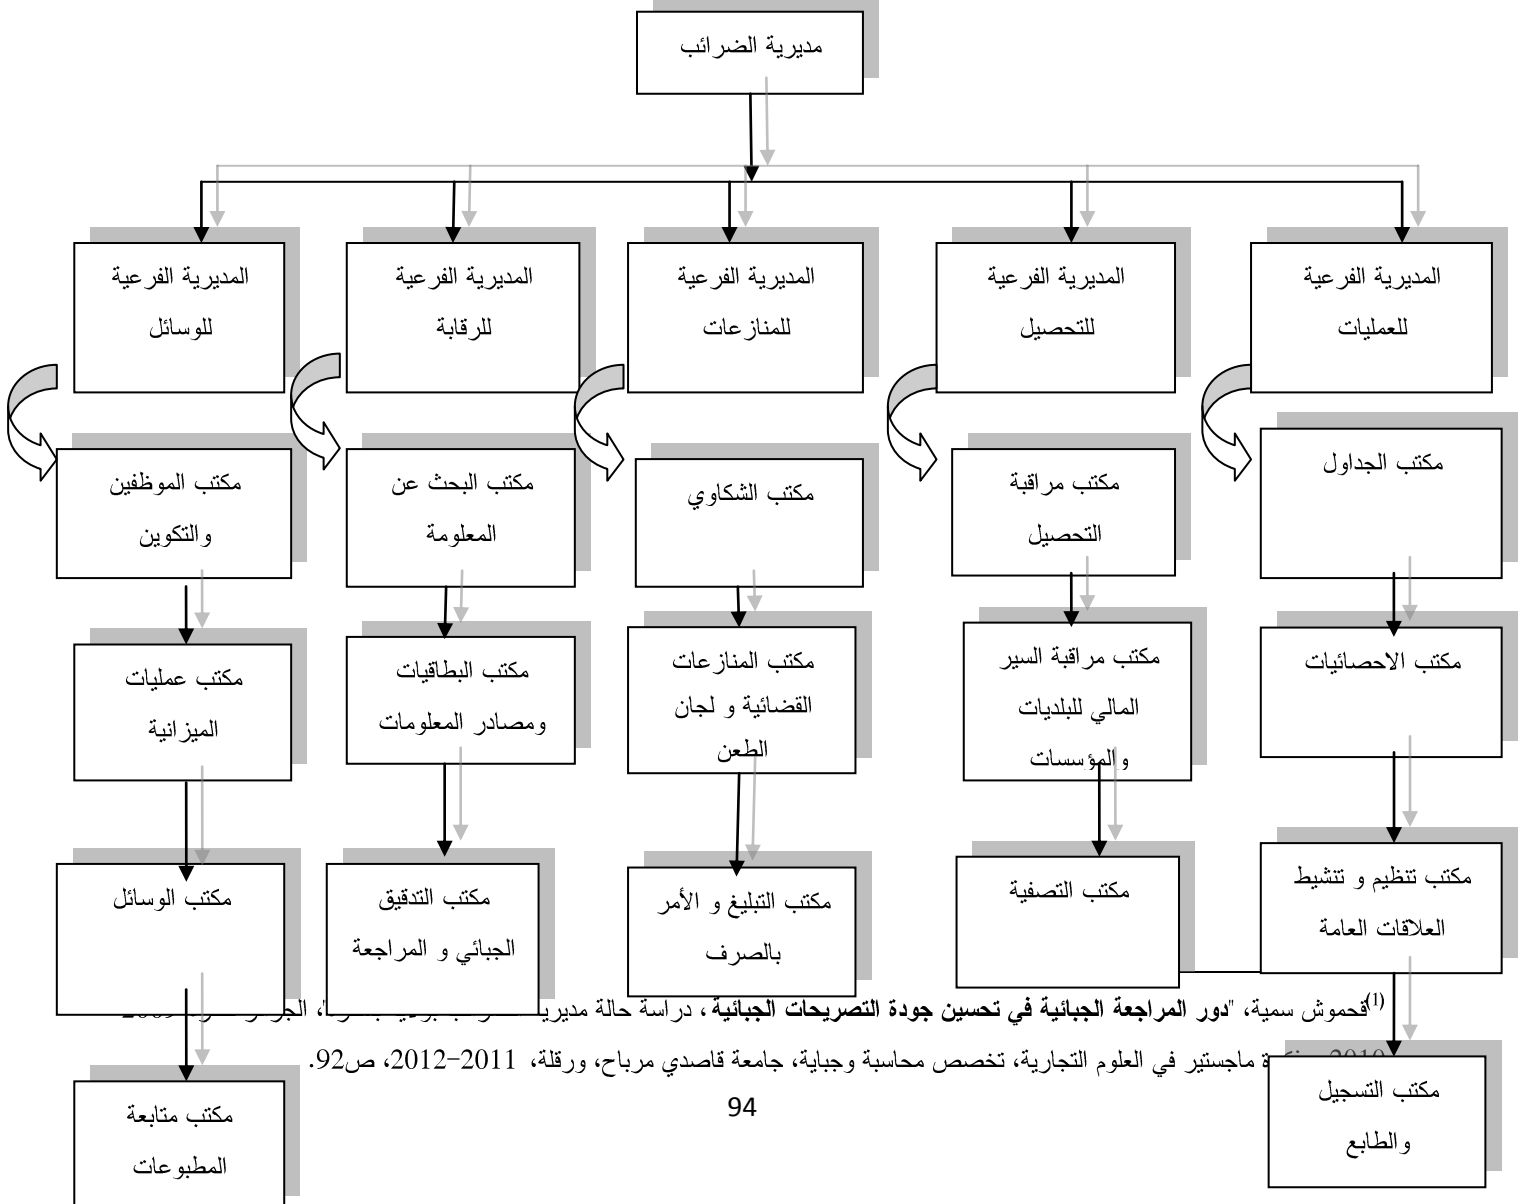 مديرية الضرائب
المديرية الفرعية
للعمليات
المديرية الفرعية
للتحصيل
المديرية الفرعية
للمنازعات
المديرية الفرعية
للرقابة
المديرية الفرعية
للوسائل
مكتب الجداول
مكتب مراقبة
التحصيل
مكتب الشكاوي
مكتب البحث عن
المعلومة
مكتب الموظفين
والتكوين
مكتب الاحصائيات
مكتب مراقبة السير
المالي للبلديات
والمؤسسات
مكتب المنازعات
القضائية و لجان
الطعن
مكتب البطاقيات
ومصادر المعلومات
مكتب عمليات
الميزانية
مكتب تنظيم و تنشيط
العلاقات العامة
مكتب التصفية
مكتب التبليغ و الأمر
بالصرف
مكتب التدقيق
الجبائي و المراجعة
مكتب الوسائل
مكتب التسجيل
والطابع
مكتب متابعة
المطبوعات
(1)قحموش سمية، "دور المراجعة الجبائية في تحسين جودة التصريحات الجبائية، دراسة حالة
ماجستير في العلوم التجارية، تخصص محاسبة وجباية، جامعة قاصدي مرباح، ورقلة، 2011-2012، ص92.
94